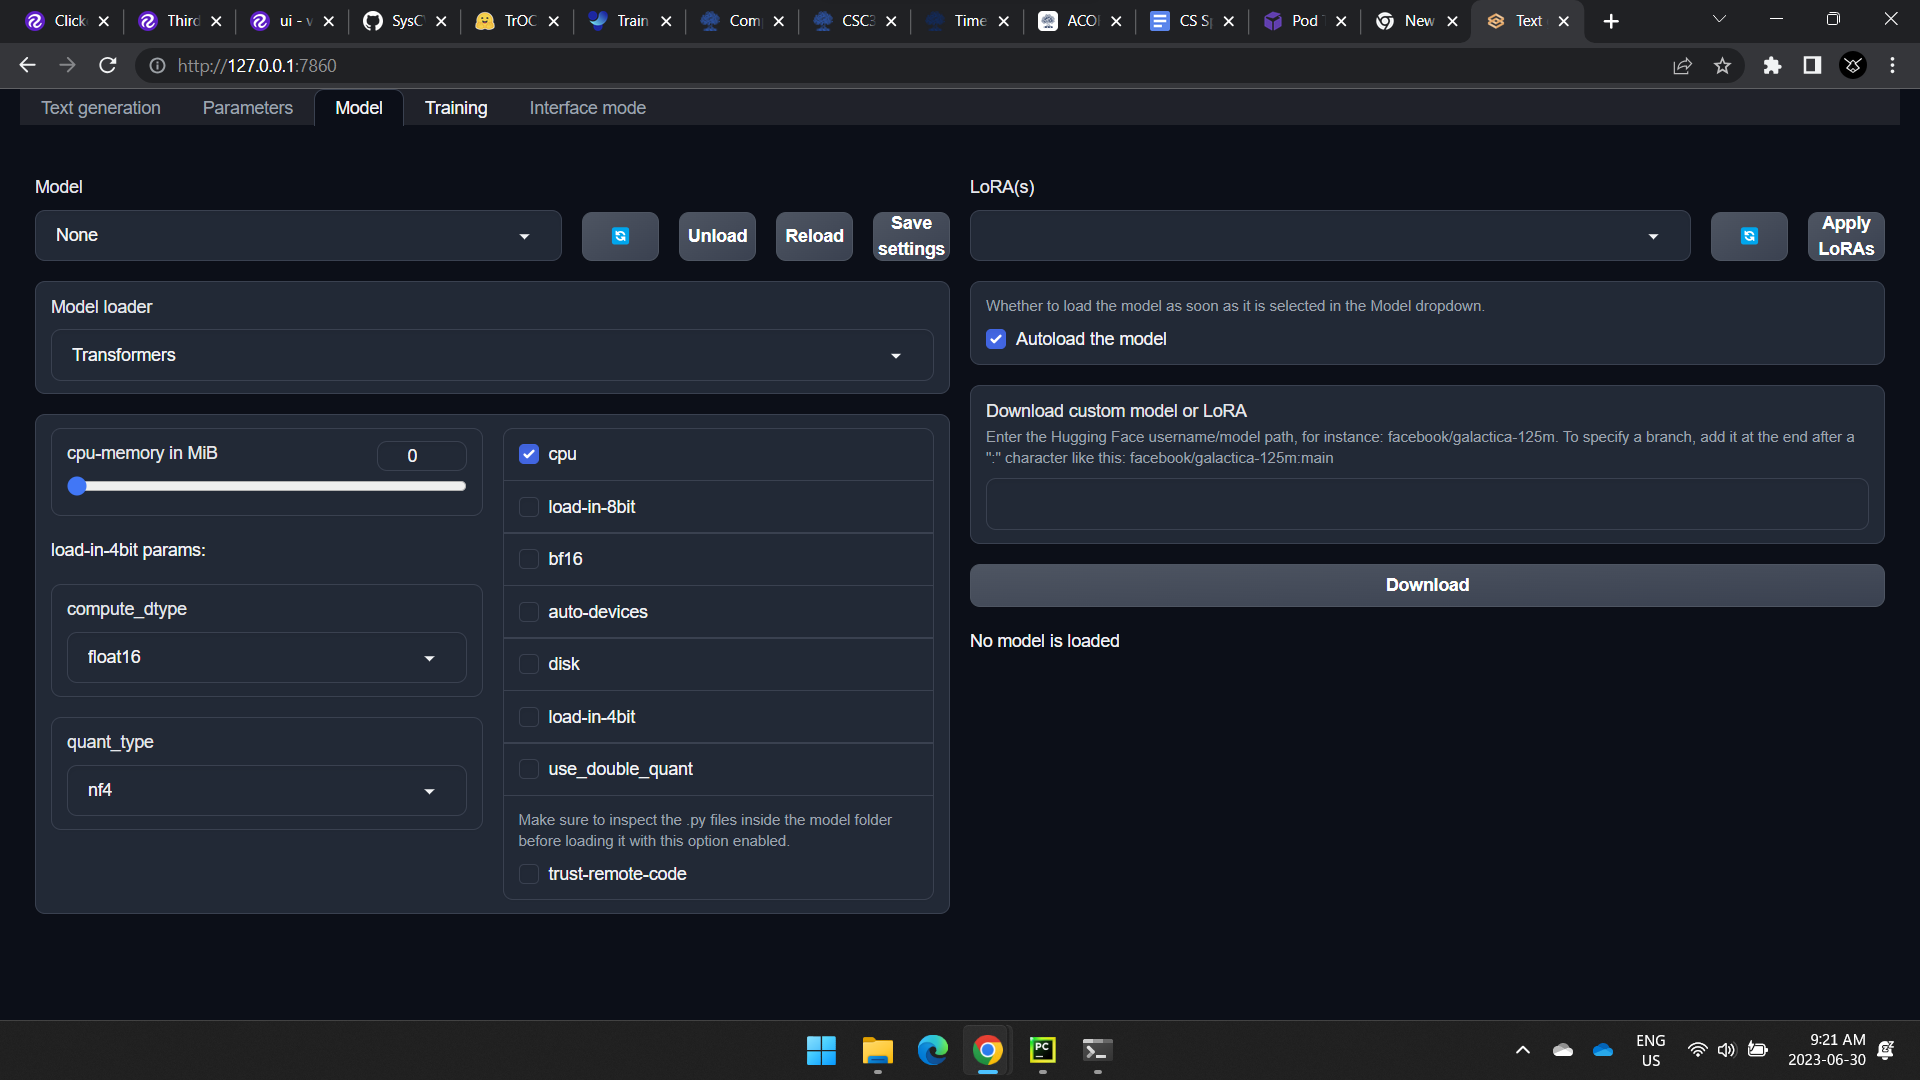 Click
Third
ui - v
SysC
TrOC
Train
Com
CSC3
Time
ACO
CS Sp
Pod
New
Text
http://127.0.0.1:7860
Text generation
Parameters
Model
Training
Interface mode
Model
None
Unload
Reload
Save
settings
LoRA(s)
Apply
LoRAs
Model loader
Transformers
Whether to load the model as soon as it is selected in the Model dropdown.
Autoload the model
Download custom model or LoRA
Enter the Hugging Face username/model path, for instance: facebook/galactica-125m. To specify a branch, add it at the end after a
":" character like this: facebook/galactica-125m:main
Download
No model is loaded
cpu-memory in MiB
0
load-in-4bit params:
compute_dtype
float16
quant_type
nf4
cpu
load-in-8bit
bf16
auto-devices
disk
load-in-4bit
use_double_quant
Make sure to inspect the .py files inside the model folder
before loading it with this option enabled.
trust-remote-code
PC
ENG
US
9:21 AM
2023-06-30